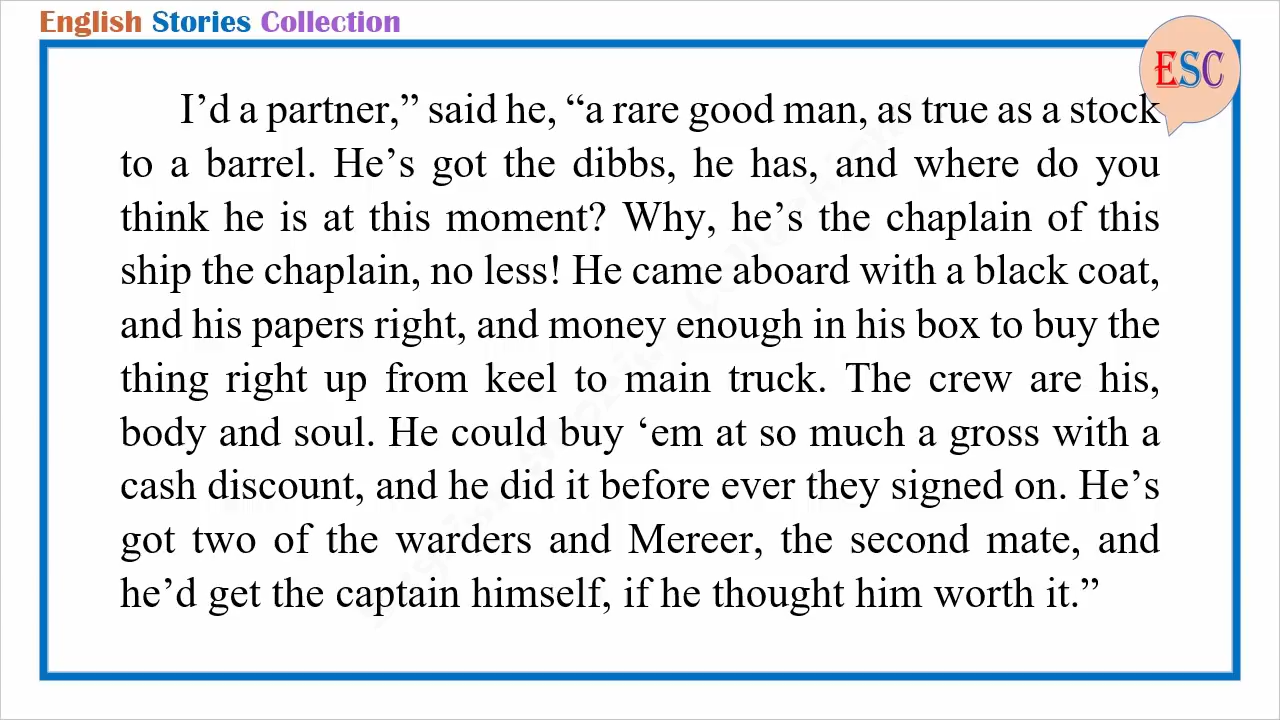 English Stories Collection
ESC
I’d a partner,” said he, “a rare good man, as true as a stock
to a barrel. He’s got the dibbs, he has, and where do you
think he is at this moment? Why, he’s the chaplain of this
ship the chaplain, no less! He came aboard with a black coat,
and his papers right, and money enough in his box to buy the
thing right up from keel to main truck. The crew are his,
body and soul. He could buy ‘em at so much a gross with a
cash discount, and he did it before ever they signed on. He’s
got two of the warders and Mereer, the second mate, and
he’d get the captain himself, if he thought him worth it.”